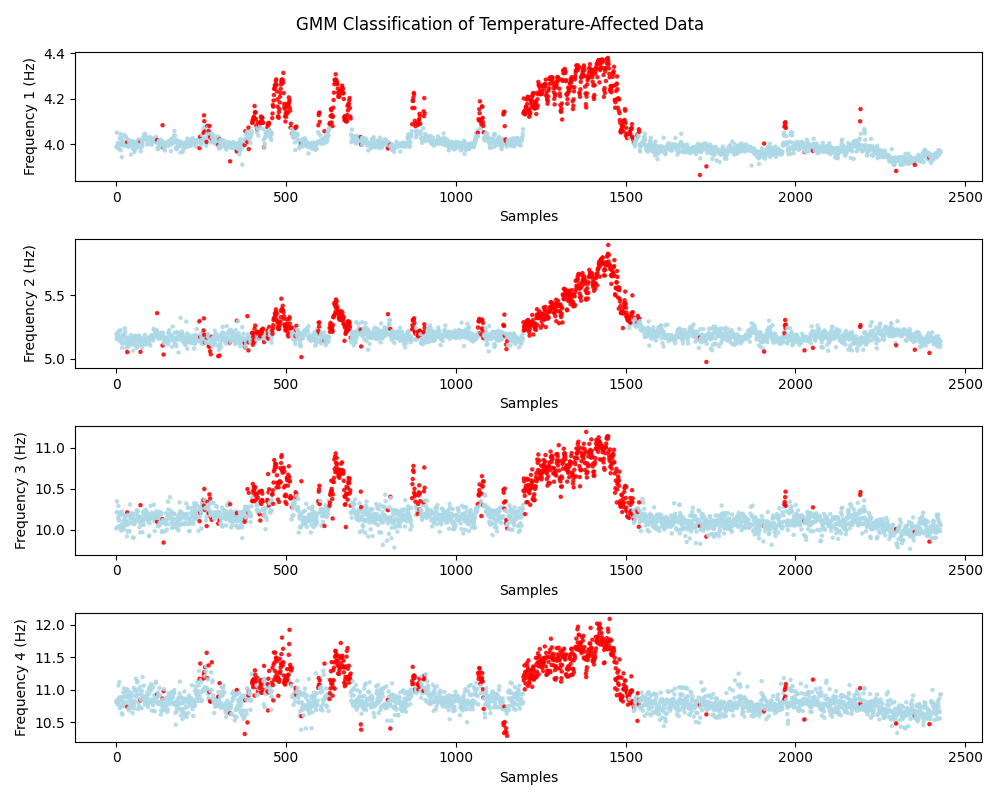 GMM Classification of Temperature-Affected Data
4.4
4.2
4.0
Frequency 1 (Hz)
0 500 1000 1500 2000 2500
Samples
5.5
5.0
Frequency 2 (Hz)
0 500 1000 1500 2000 2500
Samples
11.0
10.5
10.0
Frequency 3 (Hz)
0 500 1000 1500 2000 2500
Samples
12.0
11.5
11.0
10.5
Frequency 4 (Hz)
0 500 1000 1500 2000 2500
Samples